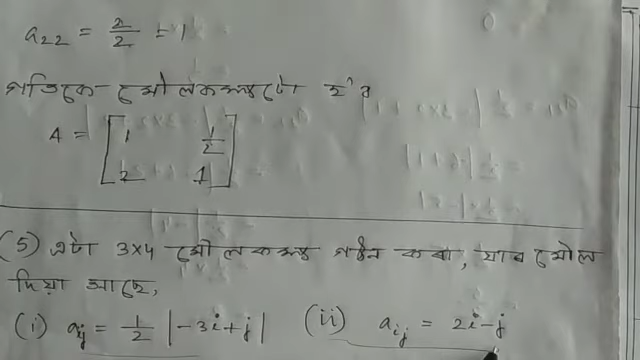 a₂₂ = 2/2 = 1
গতিকে মৌলকক্ষটো হ'ব
A = [1 1/2
2 1]
(5) এটা 3×4 মৌলকক্ষ গঠন কৰা, যাৰ মৌল
দিয়া আছে,
(i) aᵢⱼ = 1/2 |-3i+j| (ii) aᵢⱼ = 2i-j